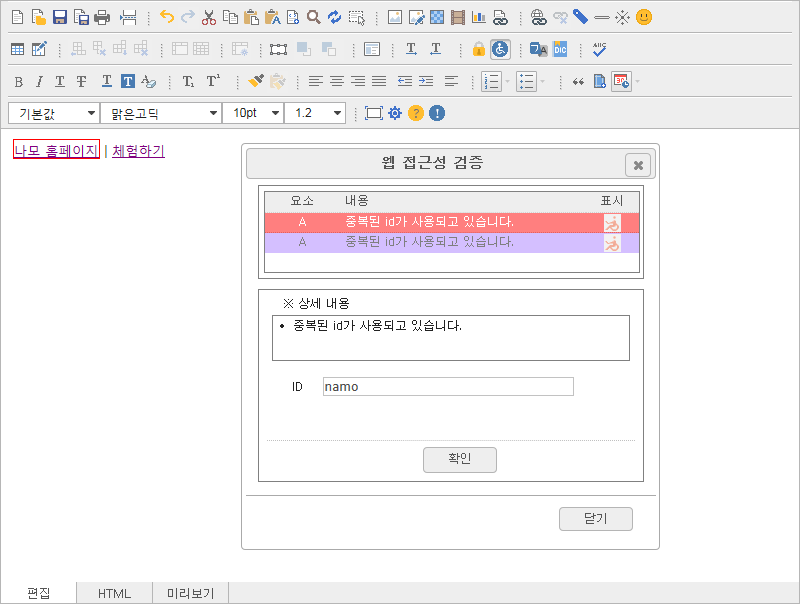 기본값 맑은고딕 10pt 1.2
나모 홈페이지 | 체험하기
웹 접근성 검증
요소 내용 표시
A 중복된 id가 사용되고 있습니다.
A 중복된 id가 사용되고 있습니다.
※ 상세 내용
• 중복된 id가 사용되고 있습니다.
ID namo
확인
닫기
편집 HTML 미리보기